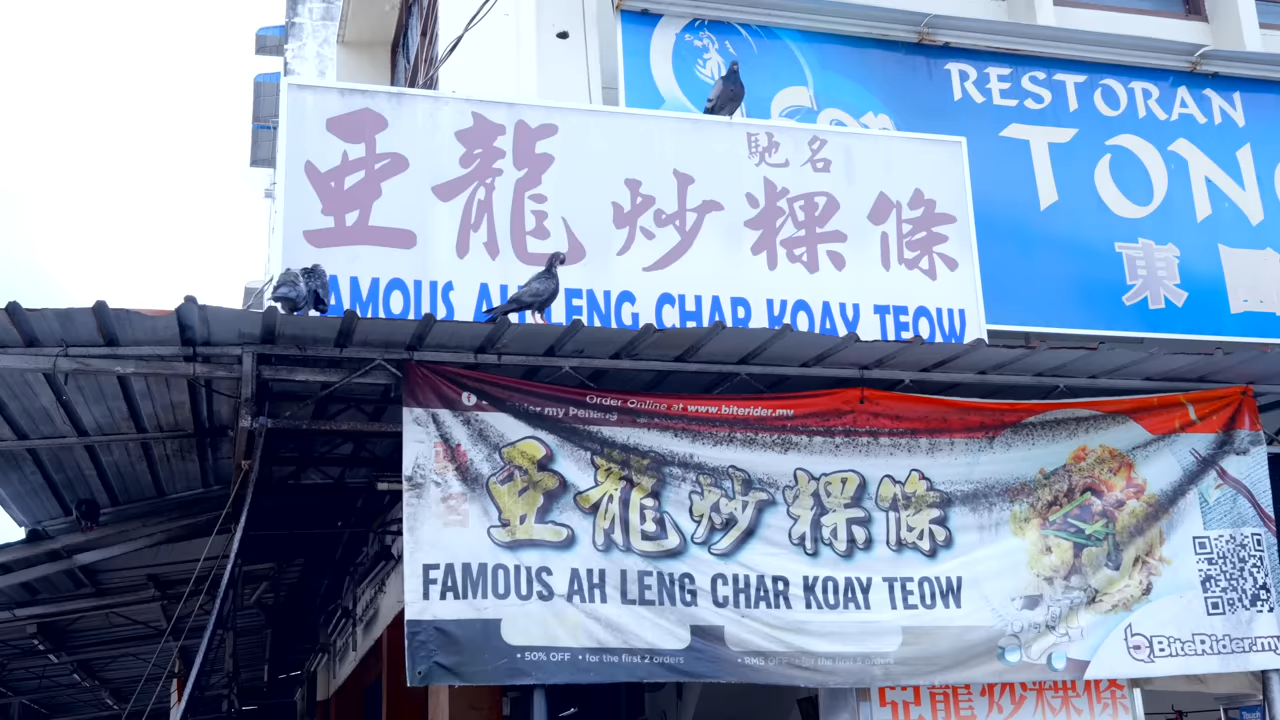 RESTORAN
東
馳名
亞龍炒粿條
FAMOUS AH LENG CHAR KOAY TEOW
Order Online at www.biterider.my
rider.my Penang
亞龍炒粿條
FAMOUS AH LENG CHAR KOAY TEOW
• 50% OFF • for the first 2 orders
• RM5 OFF • for the first 5 orders
BiteRider.my
亞龍炒粿條